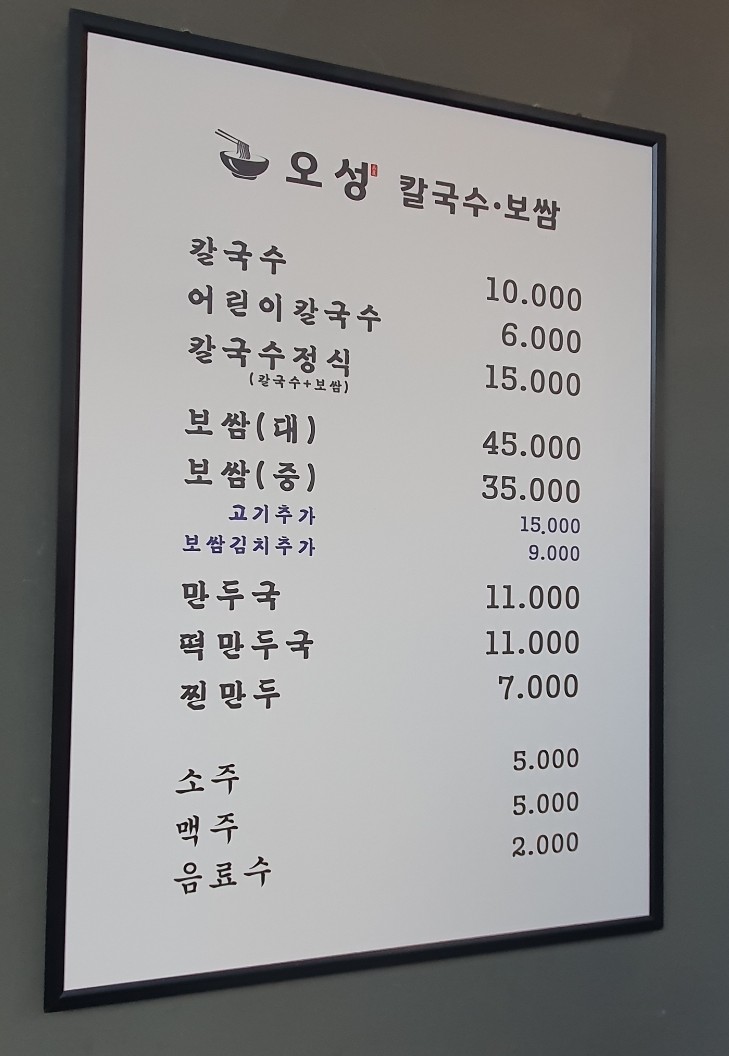 오성 칼국수·보쌈
칼국수 10.000
어린이칼국수 6.000
칼국수정식 15.000
(칼국수+보쌈)
보쌈(대) 45.000
보쌈(중) 35.000
고기추가 15.000
보쌈김치추가 9.000
만두국 11.000
떡만두국 11.000
찐만두 7.000
소주 5.000
맥주 5.000
음료수 2.000